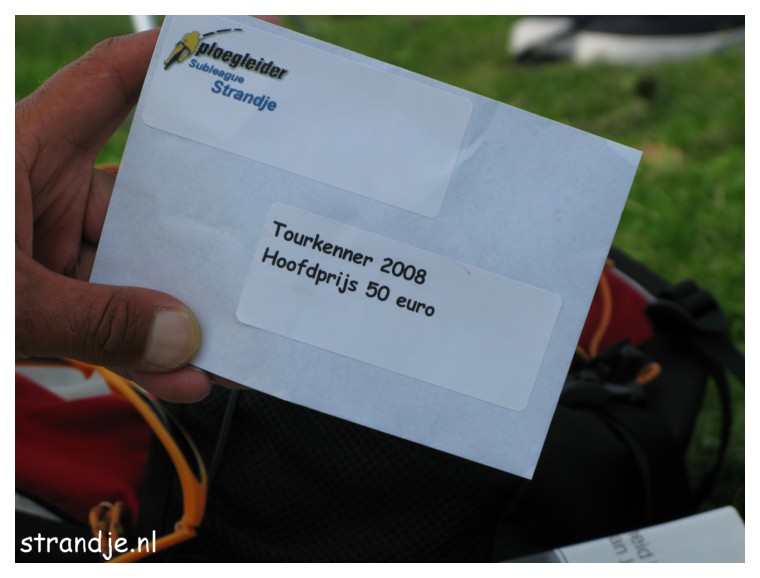 ploegleider
Subleague
Strandje
Tourkenner 2008
Hoofdprijs 50 euro
strandje.nl